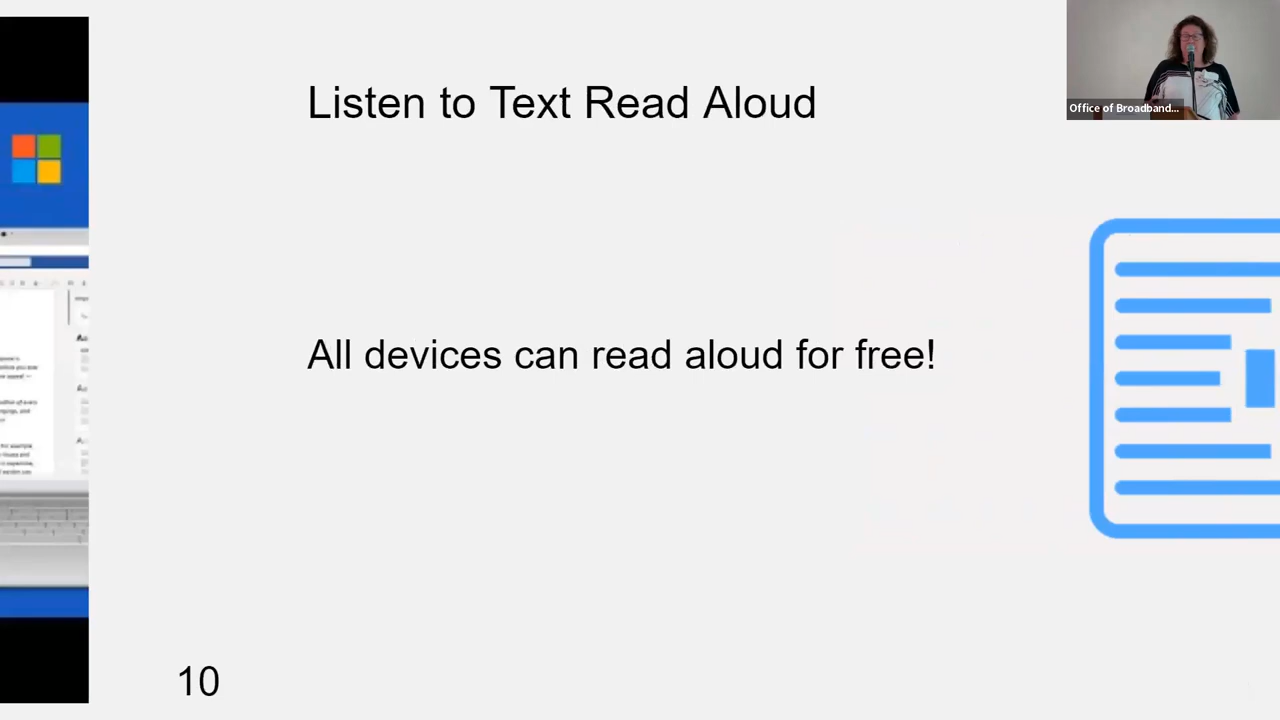 Listen to Text Read Aloud
Office of Broadband...
All devices can read aloud for free!
10